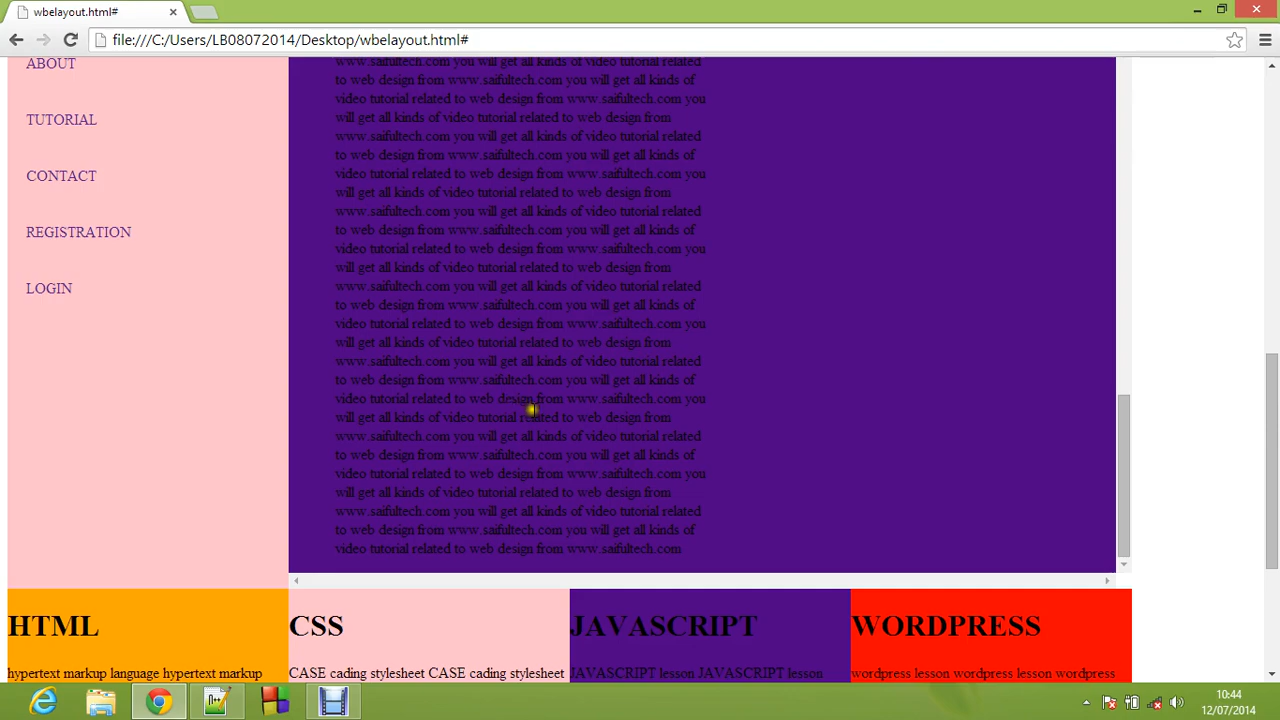 wbelayout.html#
file:///C:/Users/LB08072014/Desktop/wbelayout.html#
ABOUT
TUTORIAL
CONTACT
REGISTRATION
LOGIN
www.saifultech.com you will get all kinds of video tutorial related
to web design from www.saifultech.com you will get all kinds of
video tutorial related to web design from www.saifultech.com you
will get all kinds of video tutorial related to web design from
www.saifultech.com you will get all kinds of video tutorial related
to web design from www.saifultech.com you will get all kinds of
video tutorial related to web design from www.saifultech.com you
will get all kinds of video tutorial related to web design from
www.saifultech.com you will get all kinds of video tutorial related
to web design from www.saifultech.com you will get all kinds of
video tutorial related to web design from www.saifultech.com you
will get all kinds of video tutorial related to web design from
www.saifultech.com you will get all kinds of video tutorial related
to web design from www.saifultech.com you will get all kinds of
video tutorial related to web design from www.saifultech.com you
will get all kinds of video tutorial related to web design from
www.saifultech.com you will get all kinds of video tutorial related
to web design from www.saifultech.com you will get all kinds of
video tutorial related to web design from www.saifultech.com you
will get all kinds of video tutorial related to web design from
www.saifultech.com you will get all kinds of video tutorial related
to web design from www.saifultech.com you will get all kinds of
video tutorial related to web design from www.saifultech.com you
will get all kinds of video tutorial related to web design from
www.saifultech.com you will get all kinds of video tutorial related
to web design from www.saifultech.com you will get all kinds of
video tutorial related to web design from www.saifultech.com
HTML
hypertext markup language hypertext markup
CSS
CASE cading stylesheet CASE cading stylesheet
JAVASCRIPT
JAVASCRIPT lesson JAVASCRIPT lesson
WORDPRESS
wordpress lesson wordpress lesson wordpress
10:44
12/07/2014